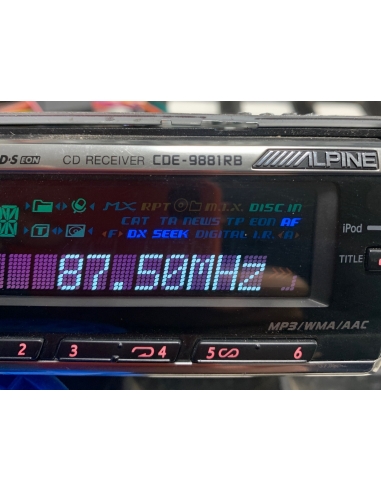 D·S EON CD RECEIVER CDE-9881RB ALPINE
MX RPT M.I.X. DISC IN
CAT TA NEWS TP EON AF
F DX SEEK DIGITAL I.R. (A)
iPod
87.50MHz
TITLE
MP3/WMA/AAC
2 3 4 5 6